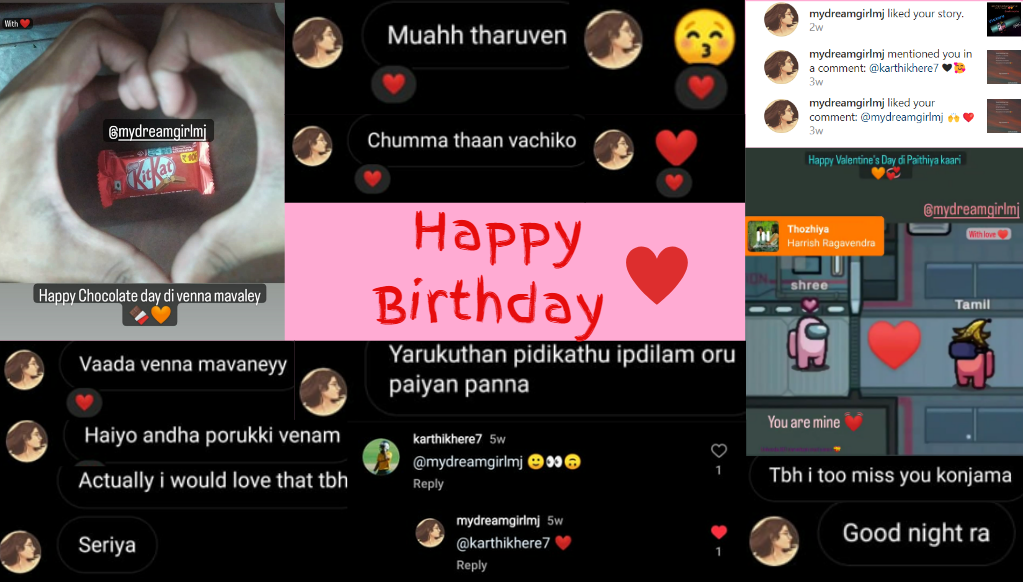 With ❤️
@mydreamgirlmj
KitKat
₹10
Happy Chocolate day di venna mavaley
🍫 🧡
Muahh tharuven
❤️
😚
❤️
Chumma thaan vachiko
❤️
❤️
❤️
Happy
Birthday
mydreamgirlmj liked your story.
2w
mydreamgirlmj mentioned you in
a comment: @karthikhere7 🖤🥰
3w
mydreamgirlmj liked your
comment: @mydreamgirlmj 🙌 ❤️
3w
Happy Valentine's Day di Paithiya kaari
🧡💞
@mydreamgirlmj
Thozhiya
Harrish Ragavendra
With love ❤️
shree
Tamil
You are mine 💓
Vaada venna mavaneyy
❤️
Haiyo andha porukki venam
Actually i would love that tbh
Seriya
Yarukuthan pidikathu ipdilam oru
paiyan panna
karthikhere7 5w
@mydreamgirlmj 🙂👀🙃
1
Reply
mydreamgirlmj 5w
@karthikhere7 ❤️
1
Reply
Tbh i too miss you konjama
Good night ra